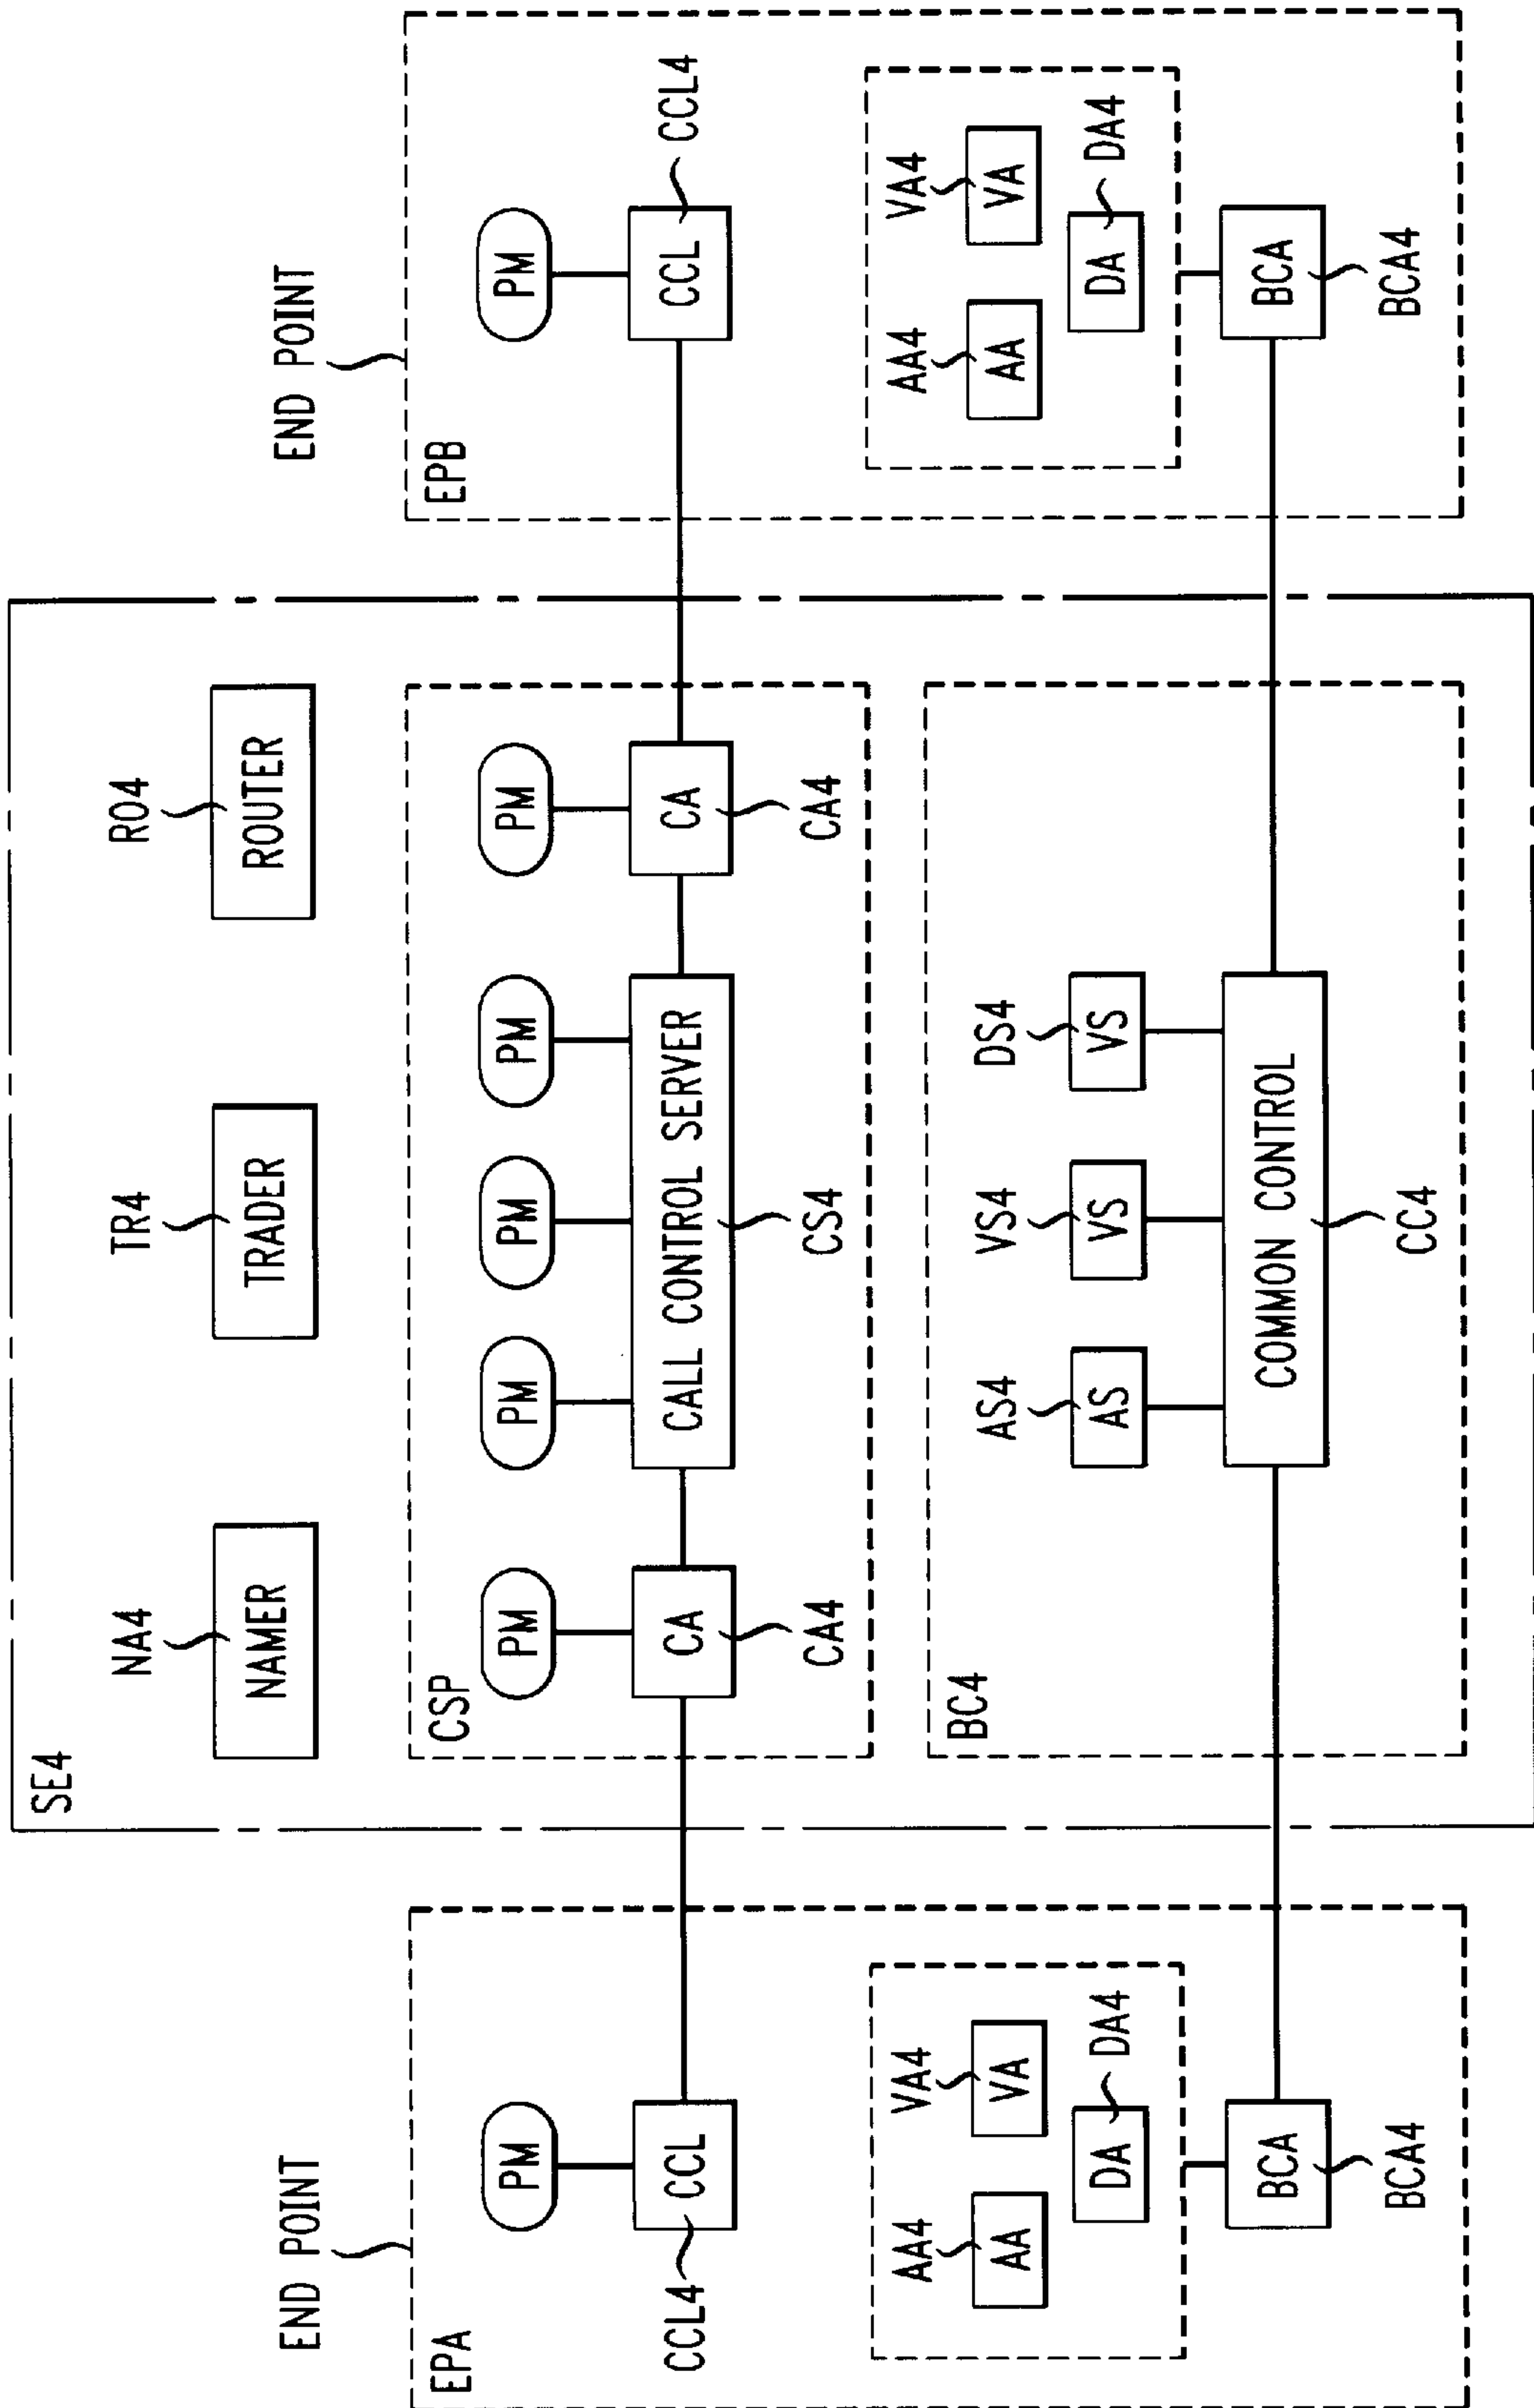 SE4
NA4
TR4
RO4
NAMER
TRADER
ROUTER
END POINT
END POINT
EPA
PM
CCL
CCL4
CSP
PM
PM
PM
PM
PM
CA
CALL CONTROL SERVER
CA
CA4
CS4
CA4
EPB
PM
CCL
CCL4
AA4
VA4
AA
VA
DA
DA4
BCA
BCA4
BC4
AS4
VS4
DS4
AS
VS
VS
COMMON CONTROL
CC4
AA4
VA4
AA
VA
DA
DA4
BCA
BCA4